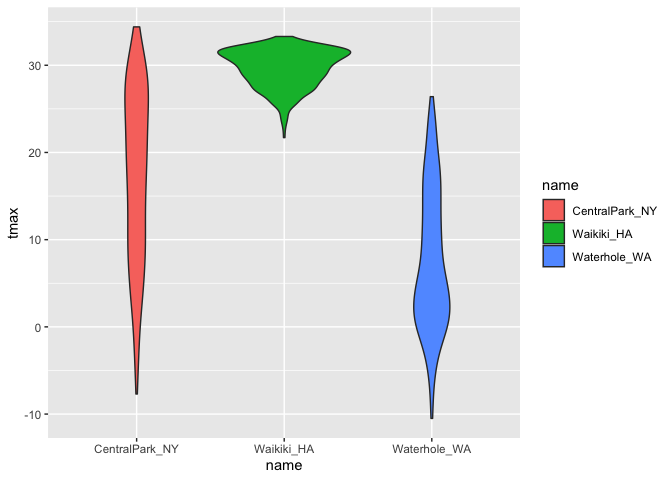 tmax
30
20
10
0
-10
CentralPark_NY
Waikiki_HA
Waterhole_WA
name
name
CentralPark_NY
Waikiki_HA
Waterhole_WA